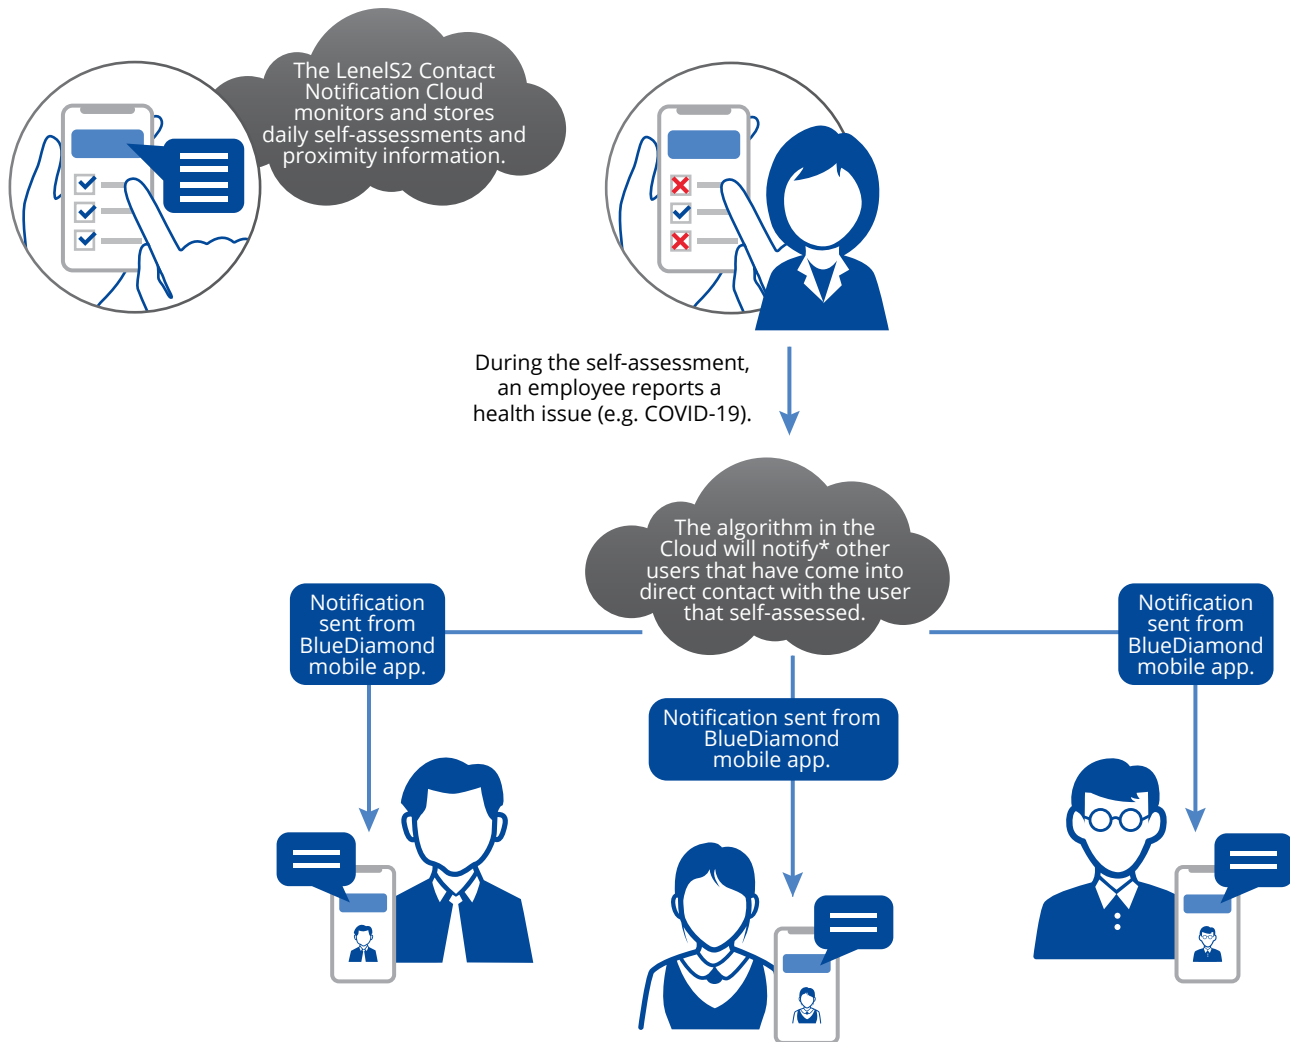 The LenelS2 Contact
Notification Cloud
monitors and stores
daily self-assessments and
proximity information.
During the self-assessment,
an employee reports a
health issue (e.g. COVID-19).
The algorithm in the
Cloud will notify* other
users that have come into
direct contact with the user
that self-assessed.
Notification
sent from
BlueDiamond
mobile app.
Notification sent from
BlueDiamond
mobile app.
Notification
sent from
BlueDiamond
mobile app.